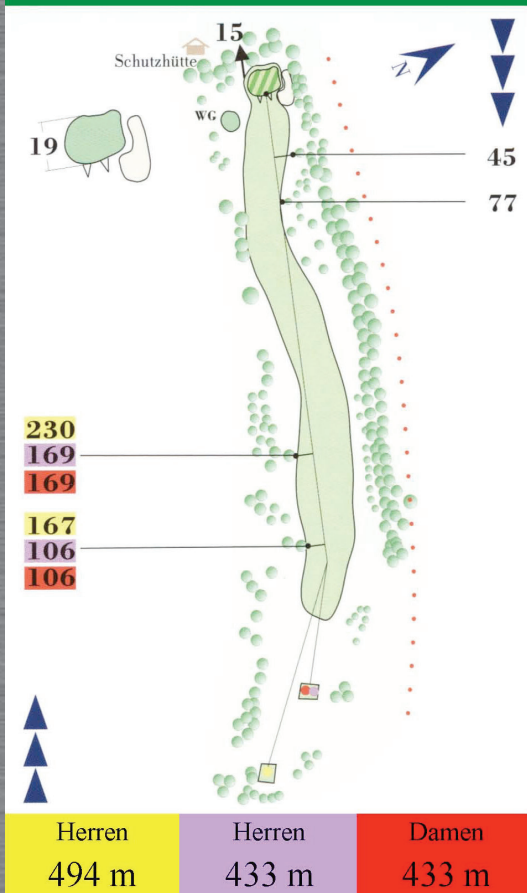 15
Schutzhütte
N
WG
19
45
77
230
169
169
167
106
106
Herren
494 m
Herren
433 m
Damen
433 m